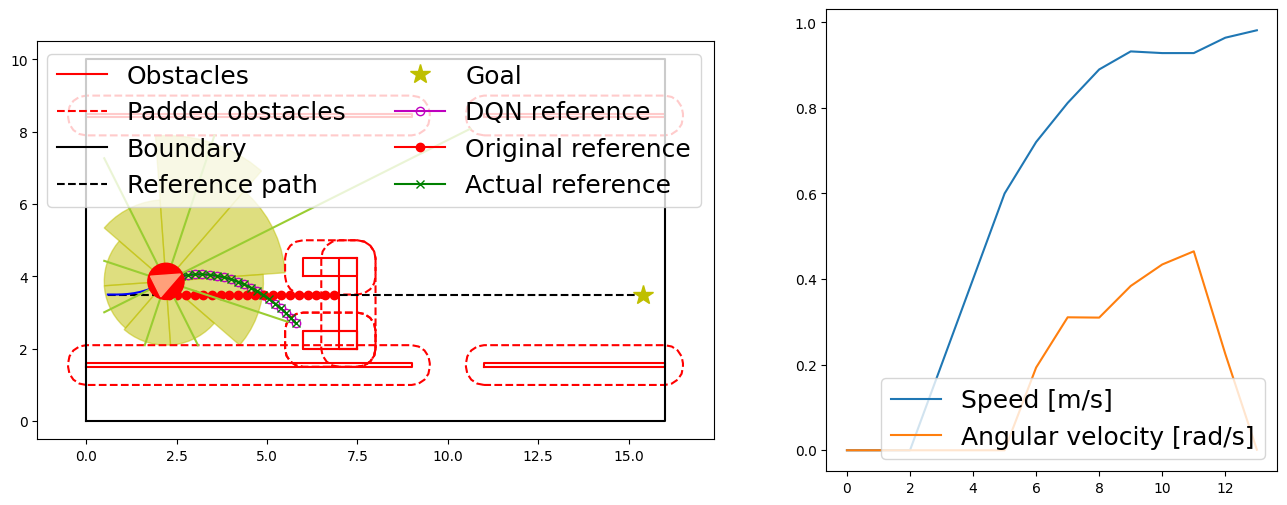 Obstacles
Padded obstacles
Boundary
Reference path
Goal
DQN reference
Original reference
Actual reference
10
8
6
4
2
0
0.0 2.5 5.0 7.5 10.0 12.5 15.0
1.0
0.8
0.6
0.4
0.2
0.0
Speed [m/s]
Angular velocity [rad/s]
0 2 4 6 8 10 12